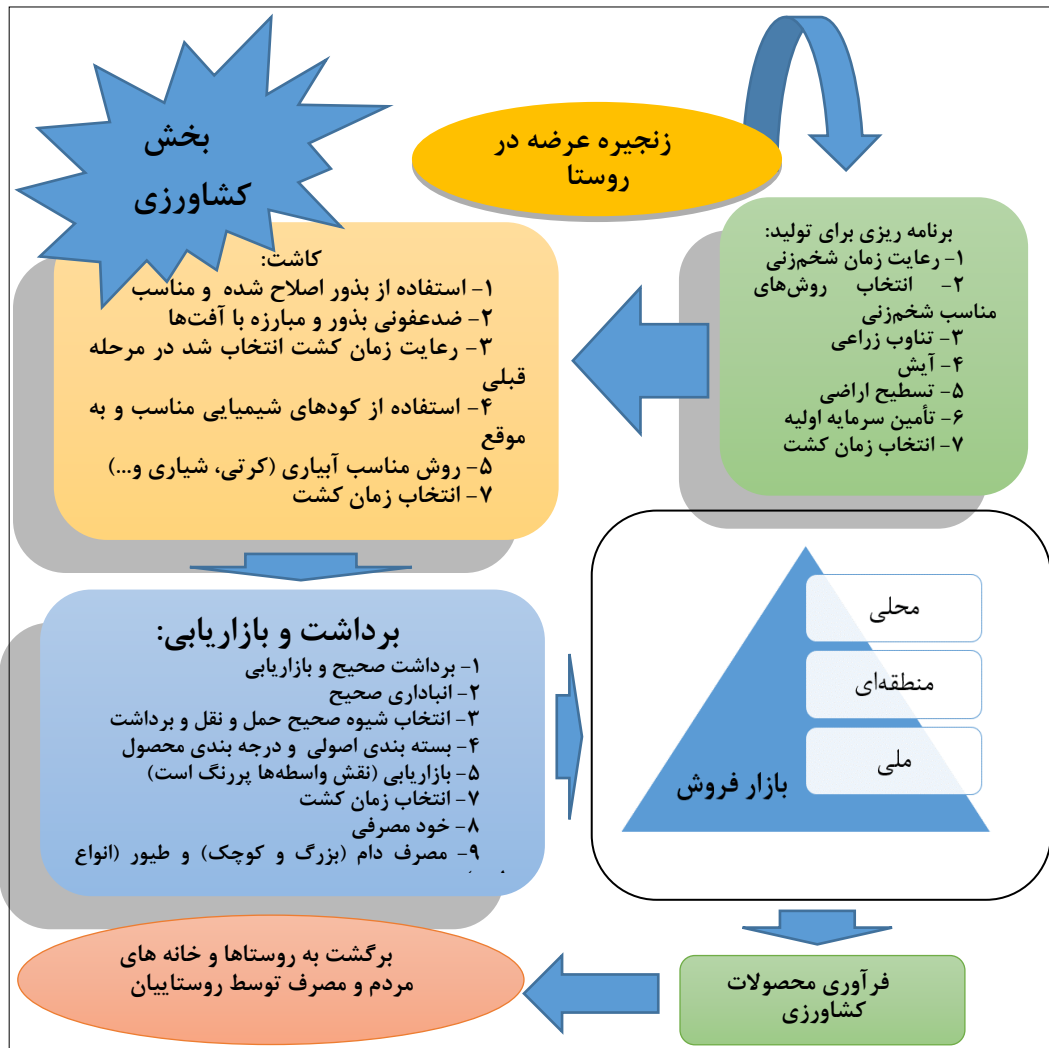 بخش
کشاورزی
زنجیره عرضه در
روستا
برنامه ریزی برای تولید:
۱- رعایت زمان شخم‌زنی
۲- انتخاب روش‌های
مناسب شخم‌زنی
۳- تناوب زراعی
۴- آیش
۵- تسطیح اراضی
۶- تأمین سرمایه اولیه
۷- انتخاب زمان کشت
کاشت:
۱- استفاده از بذور اصلاح شده و مناسب
۲- ضدعفونی بذور و مبارزه با آفت‌ها
۳- رعایت زمان کشت انتخاب شد در مرحله
قبلی
۴- استفاده از کودهای شیمیایی مناسب و به
موقع
۵- روش مناسب آبیاری (کرتی، شیاری و...)
۷- انتخاب زمان کشت
برداشت و بازاریابی:
۱- برداشت صحیح و بازاریابی
۲- انباداری صحیح
۳- انتخاب شیوه صحیح حمل و نقل و برداشت
۴- بسته بندی اصولی و درجه بندی محصول
۵- بازاریابی (نقش واسطه‌ها پررنگ است)
۷- انتخاب زمان کشت
۸- خود مصرفی
۹- مصرف دام (بزرگ و کوچک) و طیور (انواع
محلی
منطقه‌ای
ملی
بازار فروش
فرآوری محصولات
کشاورزی
برگشت به روستاها و خانه های
مردم و مصرف توسط روستاییان